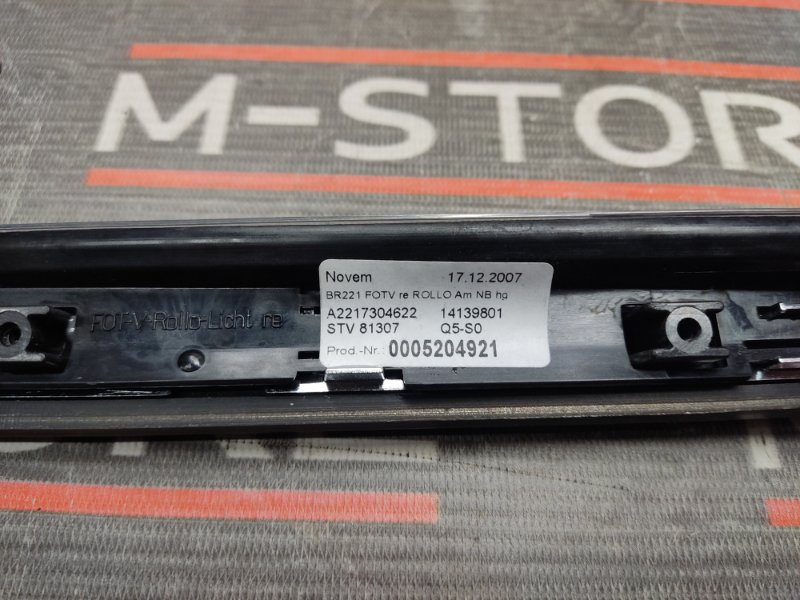 M-STOR
Novem 17.12.2007
BR221 FOTV re ROLLO Am NB hg
A2217304622 14139801
STV 81307 Q5-S0
Prod.-Nr.: 0005204921
FOTV-Rollo-Licht re